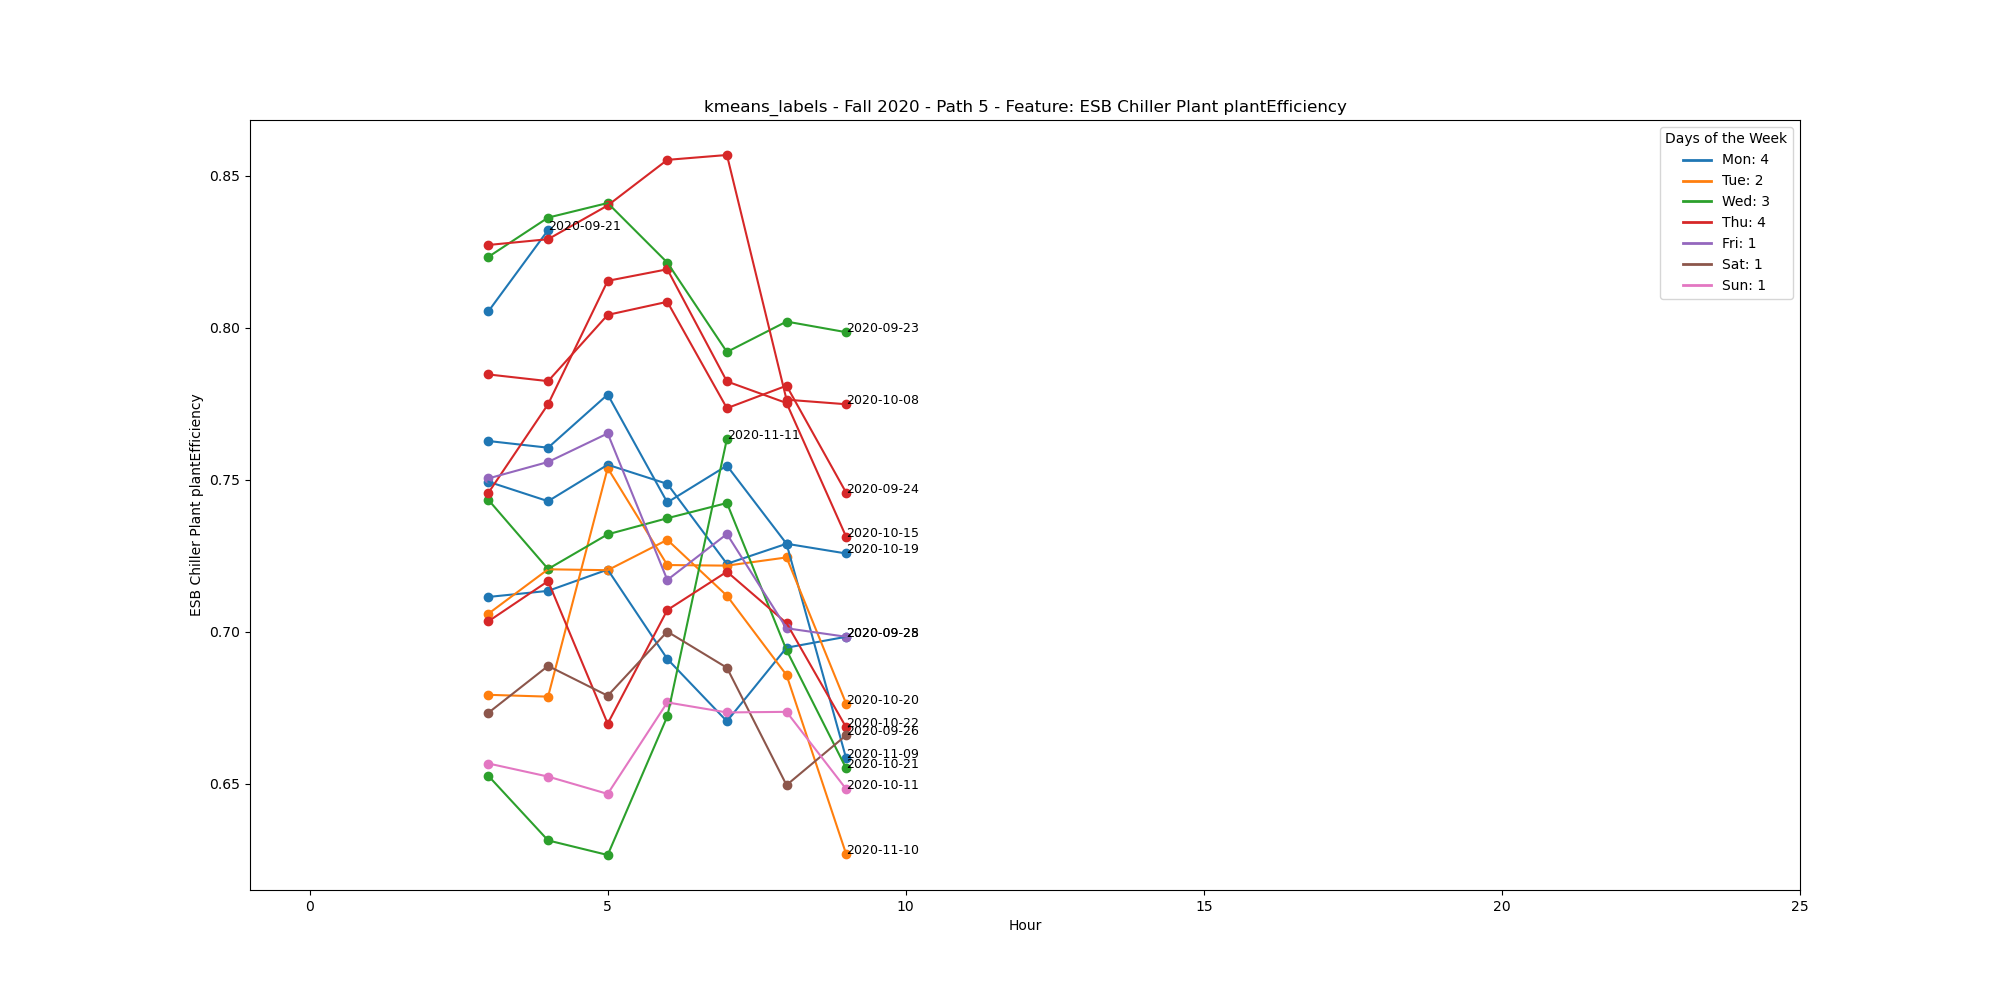 kmeans_labels - Fall 2020 - Path 5 - Feature: ESB Chiller Plant plantEfficiency
Days of the Week
Mon: 4
Tue: 2
Wed: 3
Thu: 4
Fri: 1
Sat: 1
Sun: 1
ESB Chiller Plant plantEfficiency
0.85
0.80
0.75
0.70
0.65
2020-09-21
2020-09-23
2020-10-08
2020-11-11
2020-09-24
2020-10-15
2020-10-19
2020-10-20
2020-10-22
2020-09-26
2020-11-09
2020-10-21
2020-10-11
2020-11-10
0
5
10
15
20
25
Hour